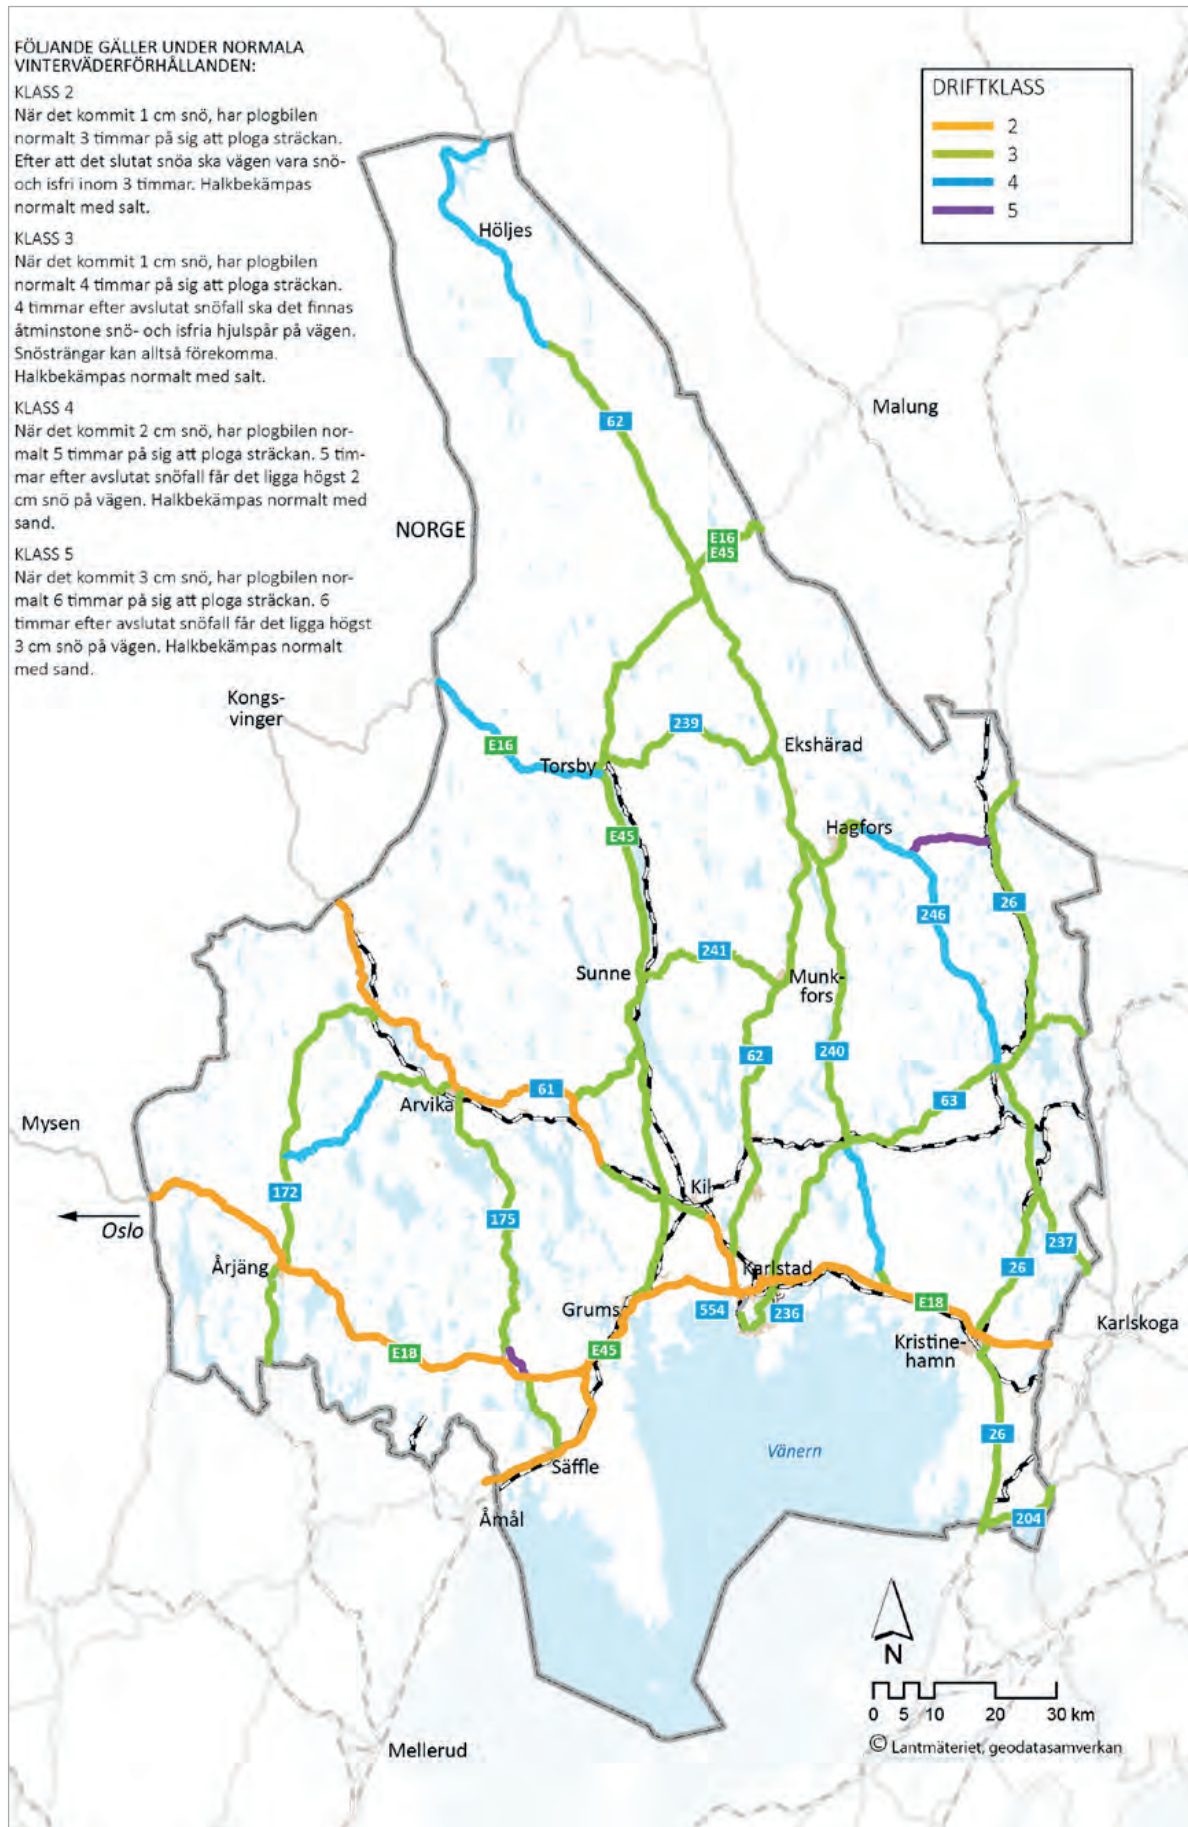 FÖLJANDE GÄLLER UNDER NORMALA
VINTERVÄDERFÖRHÅLLANDEN:
KLASS 2
När det kommit 1 cm snö, har plogbilen
normalt 3 timmar på sig att ploga sträckan.
Efter att det slutat snöa ska vägen vara snö-
och isfri inom 3 timmar. Halkbekämpas
normalt med salt.
KLASS 3
När det kommit 1 cm snö, har plogbilen
normalt 4 timmar på sig att ploga sträckan.
4 timmar efter avslutat snöfall ska det finnas
åtminstone snö- och isfria hjulspår på vägen.
Snösträngar kan alltså förekomma.
Halkbekämpas normalt med salt.
KLASS 4
När det kommit 2 cm snö, har plogbilen nor-
malt 5 timmar på sig att ploga sträckan. 5 tim-
mar efter avslutat snöfall får det ligga högst 2
cm snö på vägen. Halkbekämpas normalt med
sand.
KLASS 5
När det kommit 3 cm snö, har plogbilen nor-
malt 6 timmar på sig att ploga sträckan. 6
timmar efter avslutat snöfall får det ligga högst
3 cm snö på vägen. Halkbekämpas normalt
med sand.
DRIFTKLASS
2
3
4
5
Höljes
Malung
62
NORGE
E16
E45
Kongs-
vinger
239
E16
Torsby
Ekshärad
E45
Hagfors
26
246
241
Sunne
Munk-
fors
62
240
61
63
Arvika
Mysen
Kil
172
175
Oslo
237
Årjäng
26
Karlstad
Grums
554
236
E18
Karlskoga
Kristine-
hamn
E18
E45
26
Vänern
Säffle
Åmål
204
N
0 5 10 20 30 km
© Lantmäteriet, geodatasamverkan
Mellerud